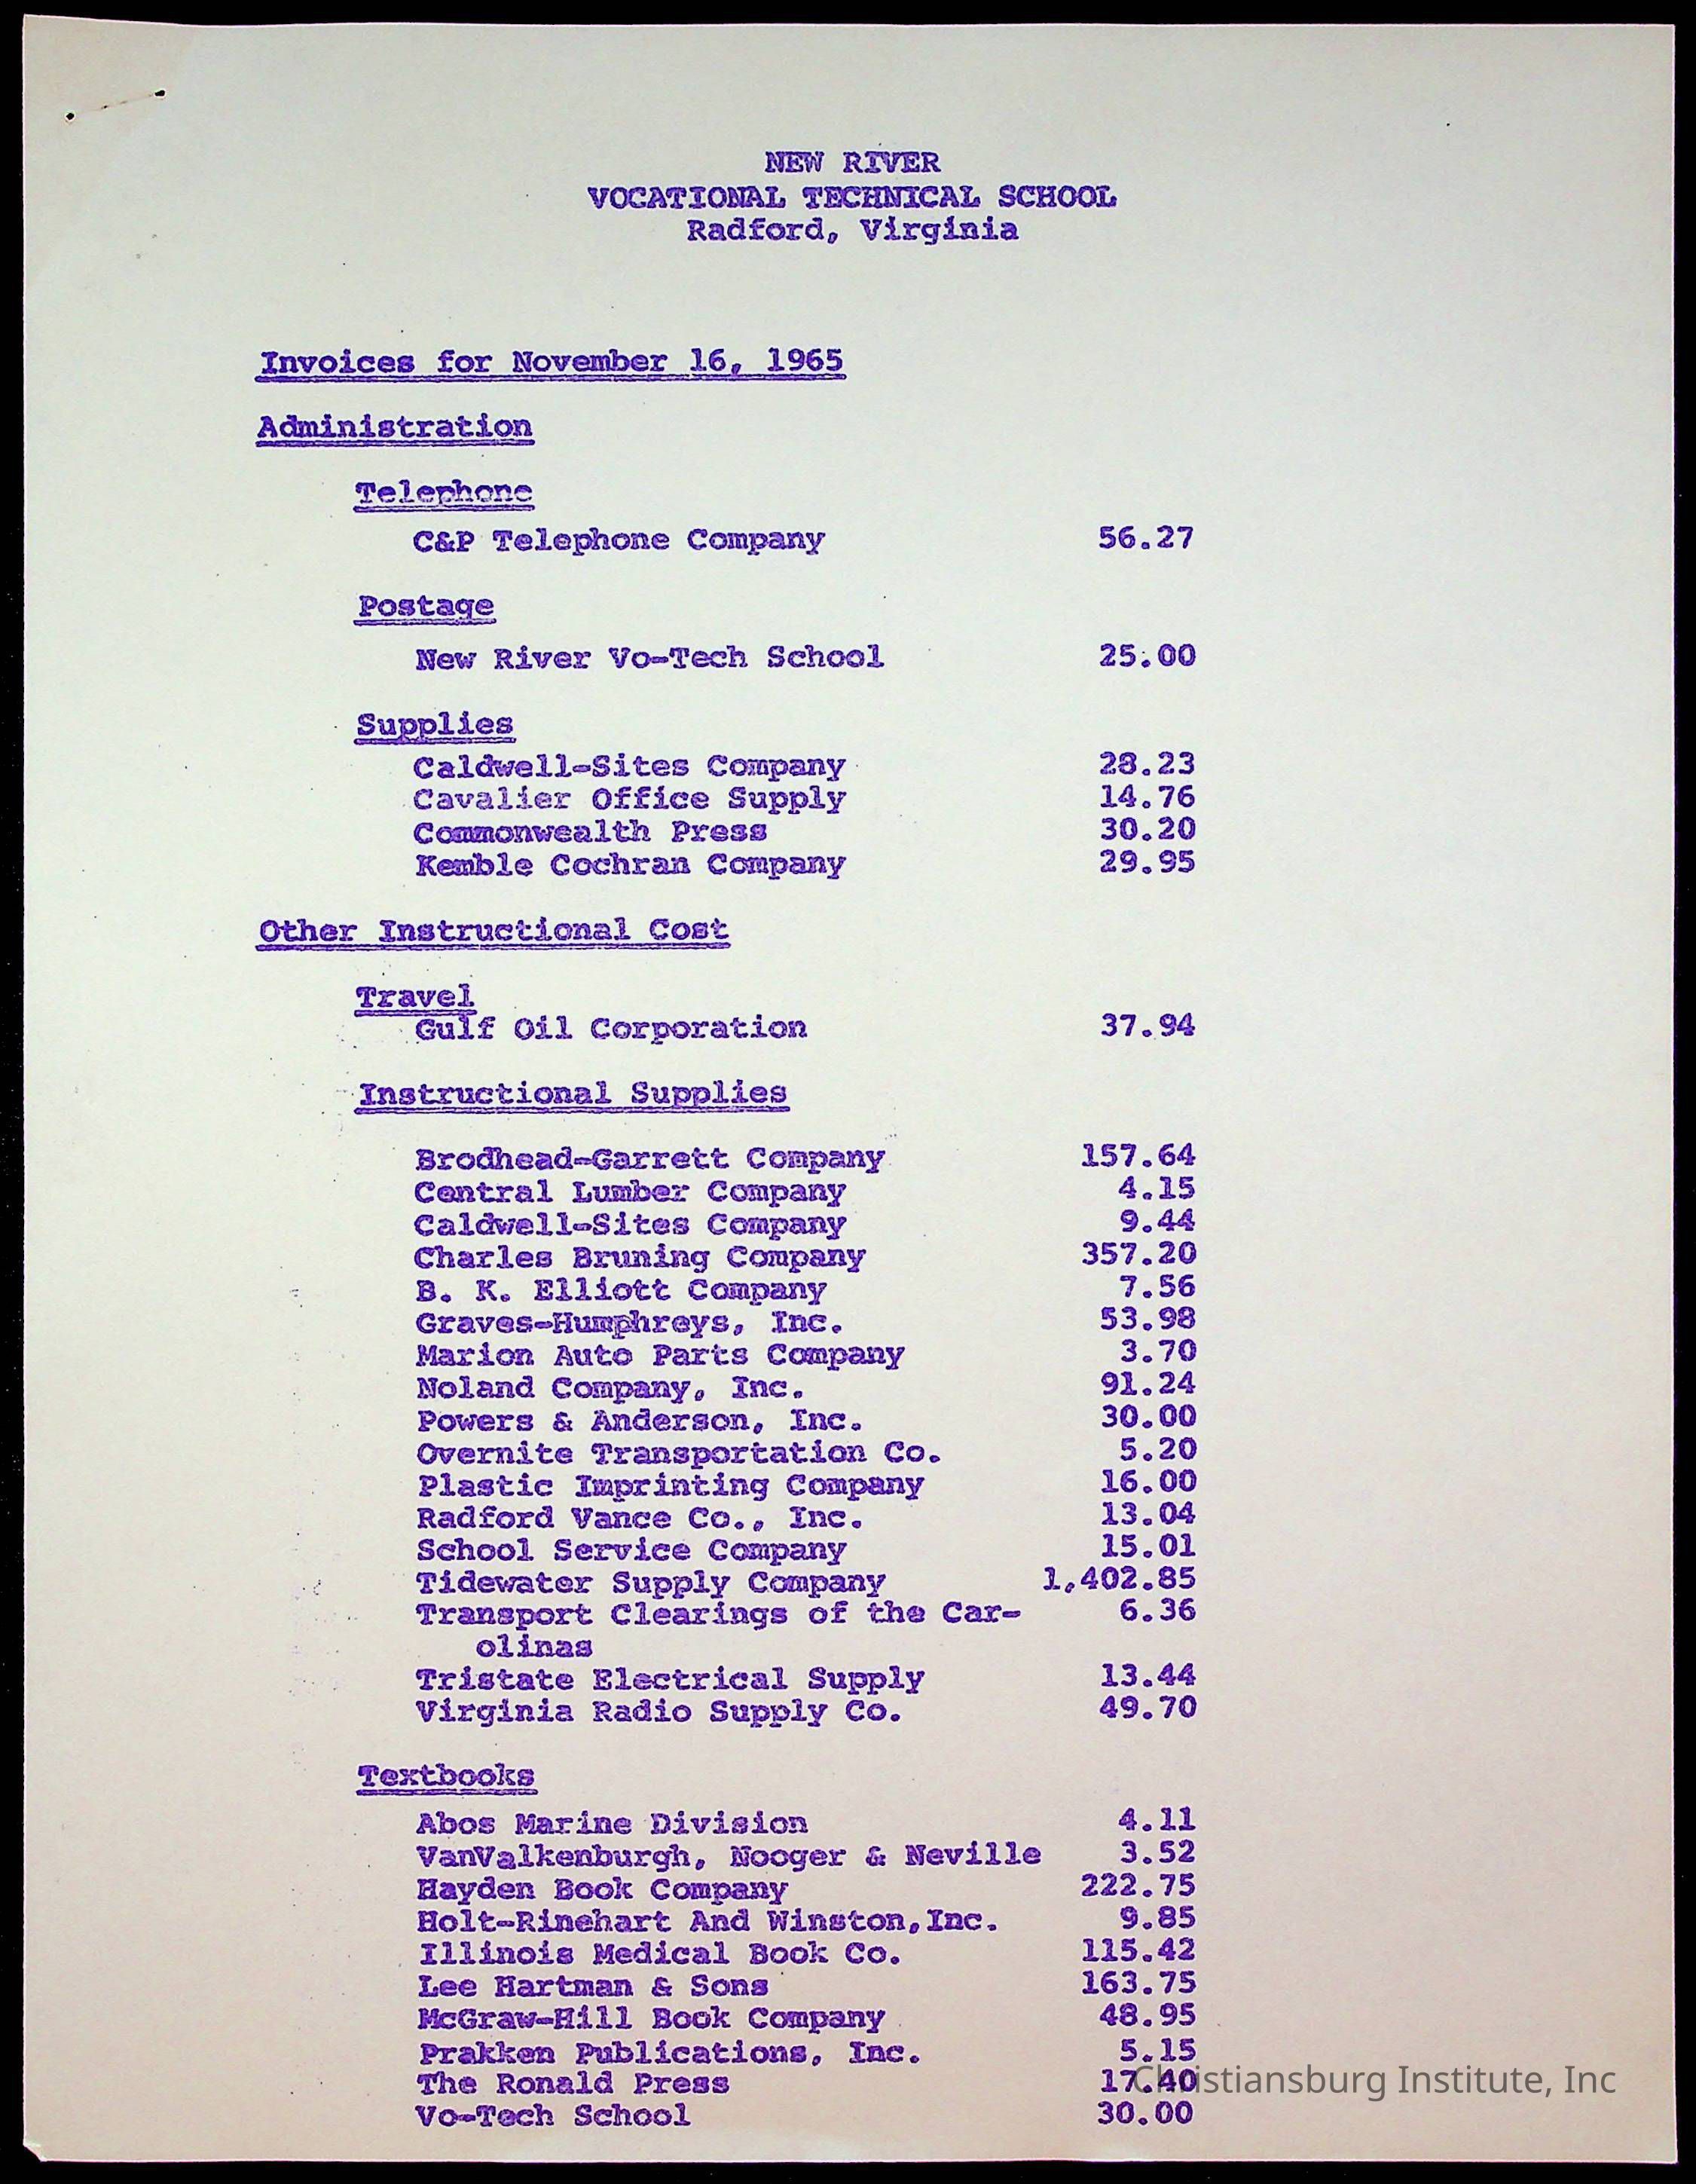 NEW RIVER
VOCATIONAL TECHNICAL SCHOOL
Radford, Virginia
Invoices for November 16, 1965
Administration
Telephone
C&P Telephone Company 56.27
Postage
New River Vo-Tech School 25.00
Supplies
Caldwell-Sites Company 28.23
Cavalier Office Supply 14.76
Commonwealth Press 30.20
Kemble Cochran Company 29.95
Other Instructional Cost
Travel
Gulf Oil Corporation 37.94
Instructional Supplies
Brodhead-Garrett Company 157.64
Central Lumber Company 4.15
Caldwell-Sites Company 9.44
Charles Bruning Company 357.20
B. K. Elliott Company 7.56
Graves-Humphreys, Inc. 53.98
Marion Auto Parts Company 3.70
Noland Company, Inc. 91.24
Powers & Anderson, Inc. 30.00
Overnite Transportation Co. 5.20
Plastic Imprinting Company 16.00
Radford Vance Co., Inc. 13.04
School Service Company 15.01
Tidewater Supply Company 1,402.85
Transport Clearings of the Car- 6.36
olinas
Tristate Electrical Supply 13.44
Virginia Radio Supply Co. 49.70
Textbooks
Abos Marine Division 4.11
VanValkenburgh, Nooger & Neville 3.52
Hayden Book Company 222.75
Holt-Rinehart And Winston,Inc. 9.85
Illinois Medical Book Co. 115.42
Lee Hartman & Sons 163.75
McGraw-Hill Book Company 48.95
Prakken Publications, Inc. 5.15
The Ronald Press 17.40
Christiansburg Institute, Inc
Vo-Tech School 30.00